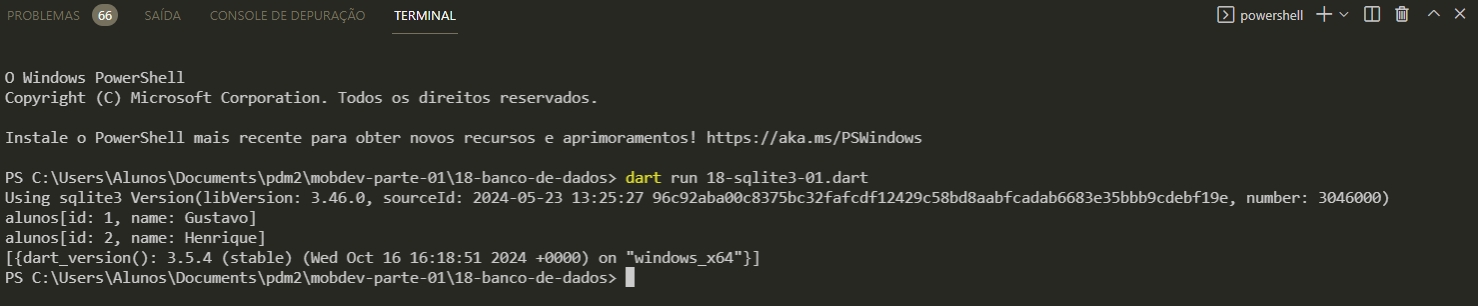 PROBLEMAS 66 SAÍDA CONSOLE DE DEPURAÇÃO TERMINAL powershell
O Windows PowerShell
Copyright (C) Microsoft Corporation. Todos os direitos reservados.
Instale o PowerShell mais recente para obter novos recursos e aprimoramentos! https://aka.ms/PSWindows
PS C:\Users\Alunos\Documents\pdm2\mobdev-parte-01\18-banco-de-dados> dart run 18-sqlite3-01.dart
Using sqlite3 Version(libVersion: 3.46.0, sourceId: 2024-05-23 13:25:27 96c92aba00c8375bc32fafcdf12429c58bd8aabfcadab6683e35bbb9cdebf19e, number: 3046000)
alunos[id: 1, name: Gustavo]
alunos[id: 2, name: Henrique]
[{dart_version(): 3.5.4 (stable) (Wed Oct 16 16:18:51 2024 +0000) on "windows_x64"}]
PS C:\Users\Alunos\Documents\pdm2\mobdev-parte-01\18-banco-de-dados>